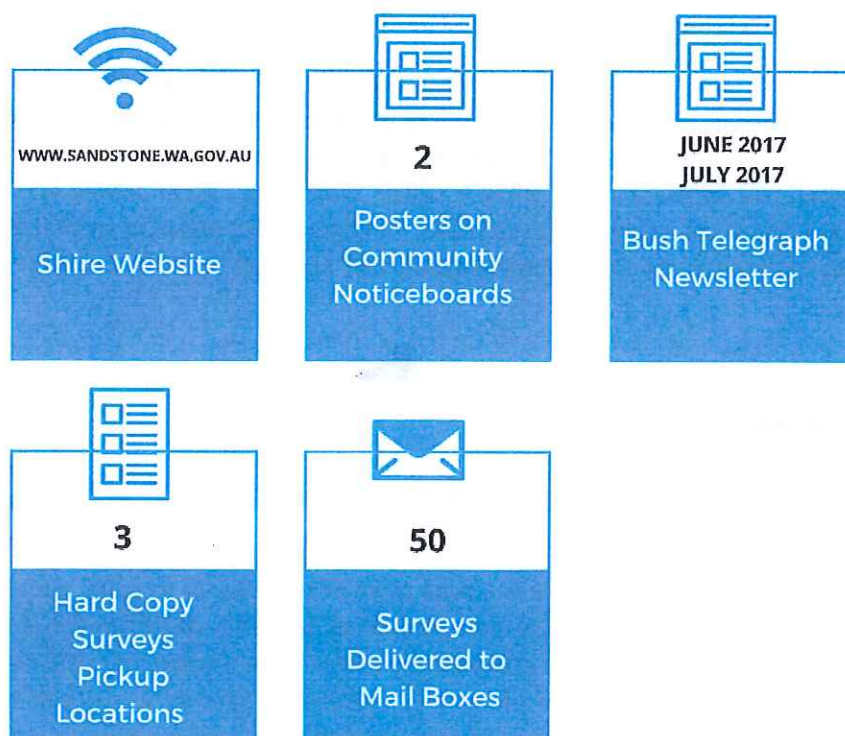 WWW.SANDSTONE.WA.GOV.AU
Shire Website
2
Posters on
Community
Noticeboards
JUNE 2017
JULY 2017
Bush Telegraph
Newsletter
3
Hard Copy
Surveys
Pickup
Locations
50
Surveys
Delivered to
Mail Boxes